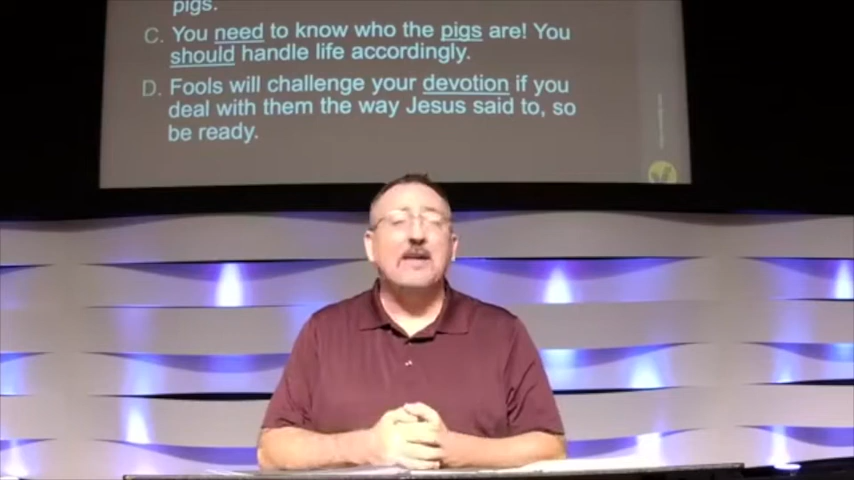 pigs.
C. You need to know who the pigs are! You
should handle life accordingly.
D. Fools will challenge your devotion if you
deal with them the way Jesus said to, so
be ready.